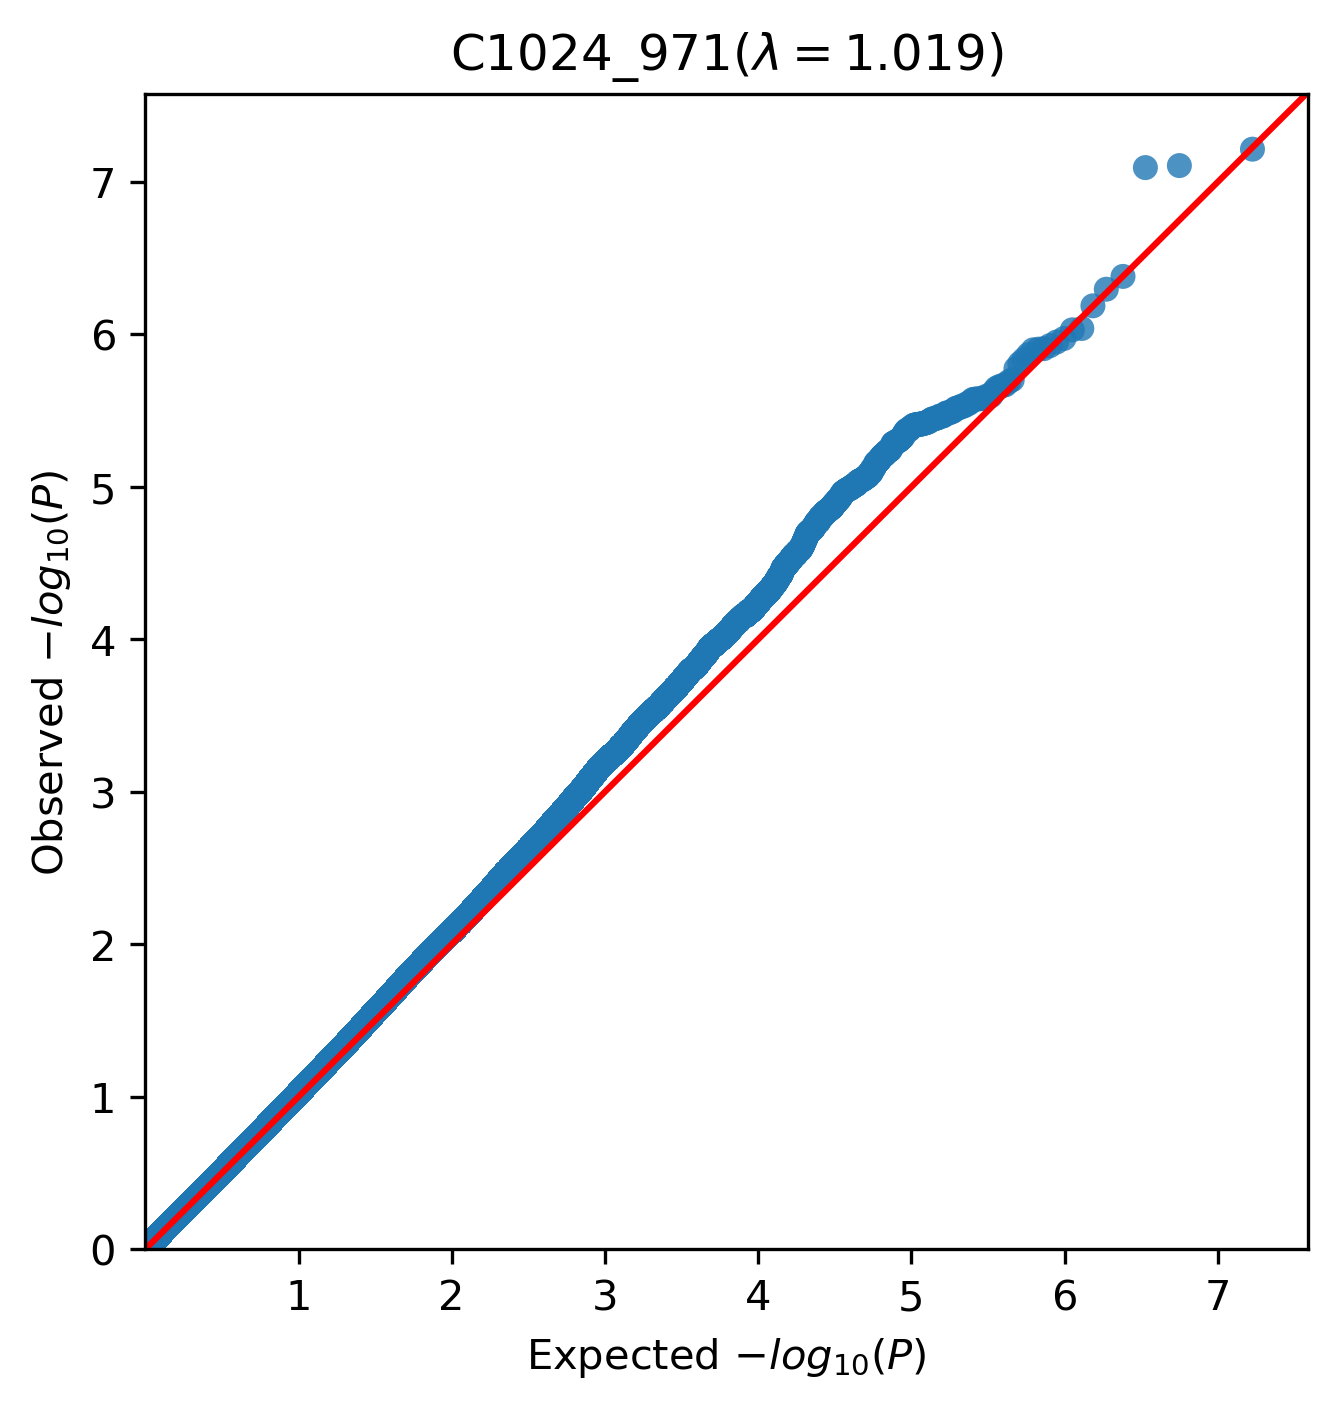 C1024_971(λ = 1.019)
Observed −log₁₀(P)
7
6
5
4
3
2
1
0
1 2 3 4 5 6 7
Expected −log₁₀(P)